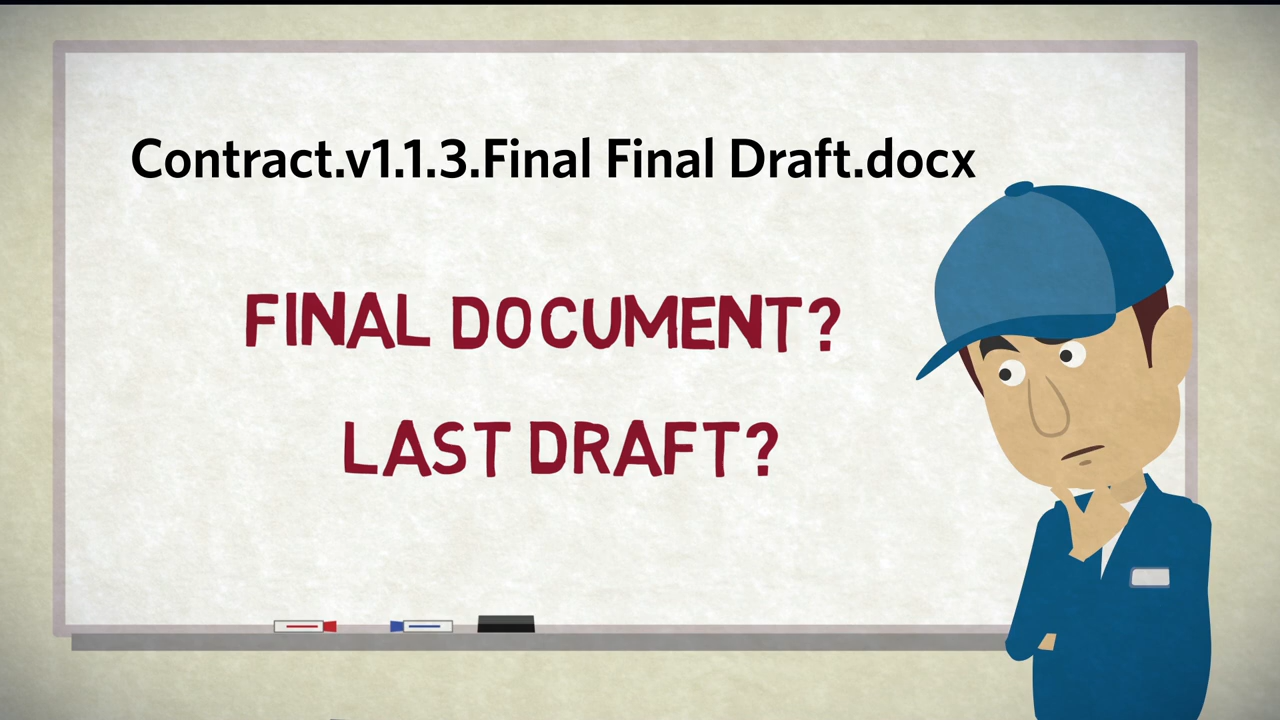 Contract.v1.1.3.Final Final Draft.docx
FINAL DOCUMENT?
LAST DRAFT?